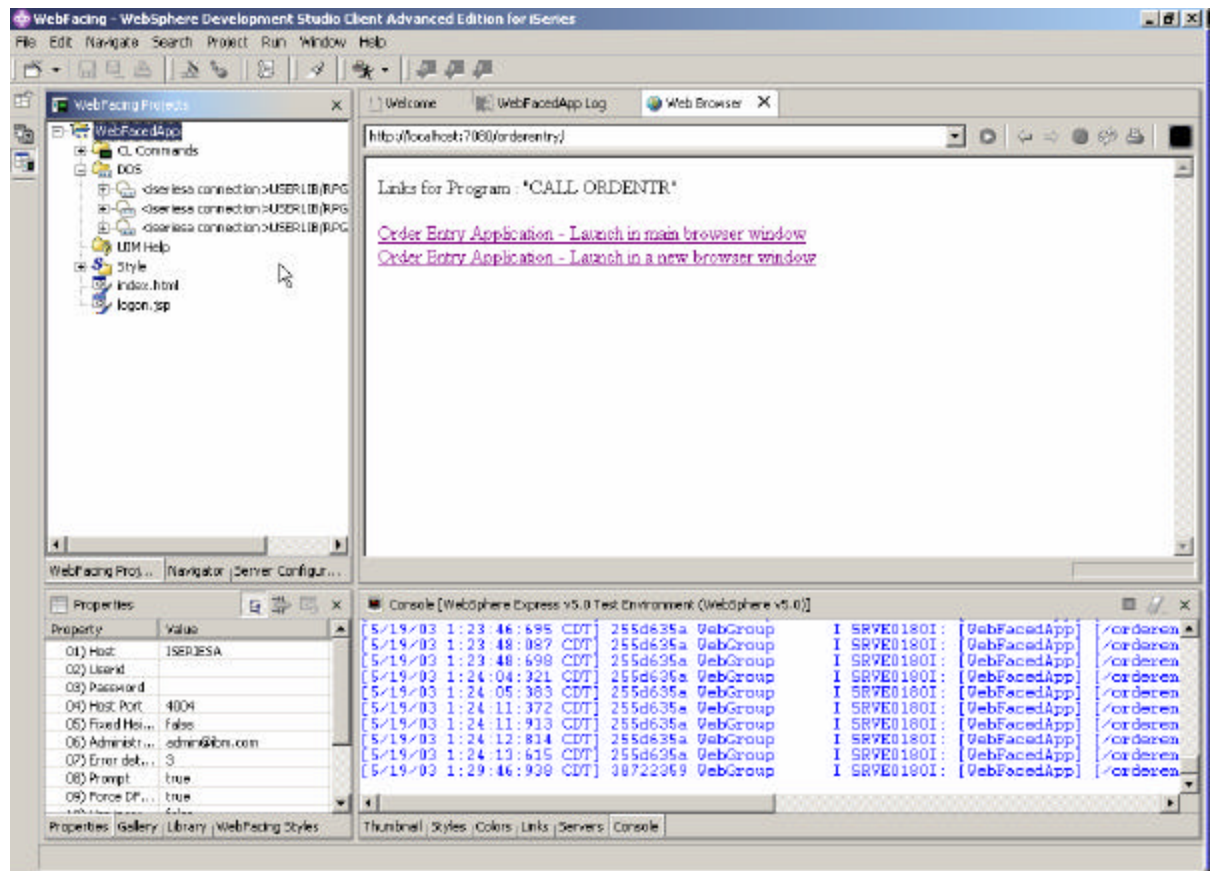 WebFacing - WebSphere Development Studio Client Advanced Edition for iSeries
File Edit Navigate Search Project Run Window Help
WebFacing Projects
WebFacedApp
CL Commands
DDS
<iseriesa connection>USERLIB/RPG
<iseriesa connection>USERLIB/RPG
<iseriesa connection>USERLIB/RPG
UIM Help
Style
index.html
logon.jsp
WebFacing Proj... Navigator Server Configur...
Welcome WebFacedApp Log Web Browser
http://localhost:7080/orderentry/
Links for Program : "CALL ORDENTR"
Order Entry Application - Launch in main browser window
Order Entry Application - Launch in a new browser window
Properties
Property Value
01) Host ISERIESA
02) Userid
03) Password
04) Host Port 4004
05) Fixed Hei... false
06) Administr... admin@ibm.com
07) Error det... 3
08) Prompt true
09) Force DF... true
Properties Gallery Library WebFacing Styles
Console [WebSphere Express v5.0 Test Environment (WebSphere v5.0)]
[5/19/03 1:23:46:695 CDT] 255d635a WebGroup I SRVE0180I: [WebFacedApp] [/orderen
[5/19/03 1:23:48:087 CDT] 255d635a WebGroup I SRVE0180I: [WebFacedApp] [/orderen
[5/19/03 1:23:48:698 CDT] 255d635a WebGroup I SRVE0180I: [WebFacedApp] [/orderen
[5/19/03 1:24:04:321 CDT] 255d635a WebGroup I SRVE0180I: [WebFacedApp] [/orderen
[5/19/03 1:24:05:383 CDT] 255d635a WebGroup I SRVE0180I: [WebFacedApp] [/orderen
[5/19/03 1:24:11:372 CDT] 255d635a WebGroup I SRVE0180I: [WebFacedApp] [/orderen
[5/19/03 1:24:11:913 CDT] 255d635a WebGroup I SRVE0180I: [WebFacedApp] [/orderen
[5/19/03 1:24:12:814 CDT] 255d635a WebGroup I SRVE0180I: [WebFacedApp] [/orderen
[5/19/03 1:24:13:615 CDT] 255d635a WebGroup I SRVE0180I: [WebFacedApp] [/orderen
[5/19/03 1:29:46:938 CDT] 38722359 WebGroup I SRVE0180I: [WebFacedApp] [/orderen
Thumbnail Styles Colors Links Servers Console